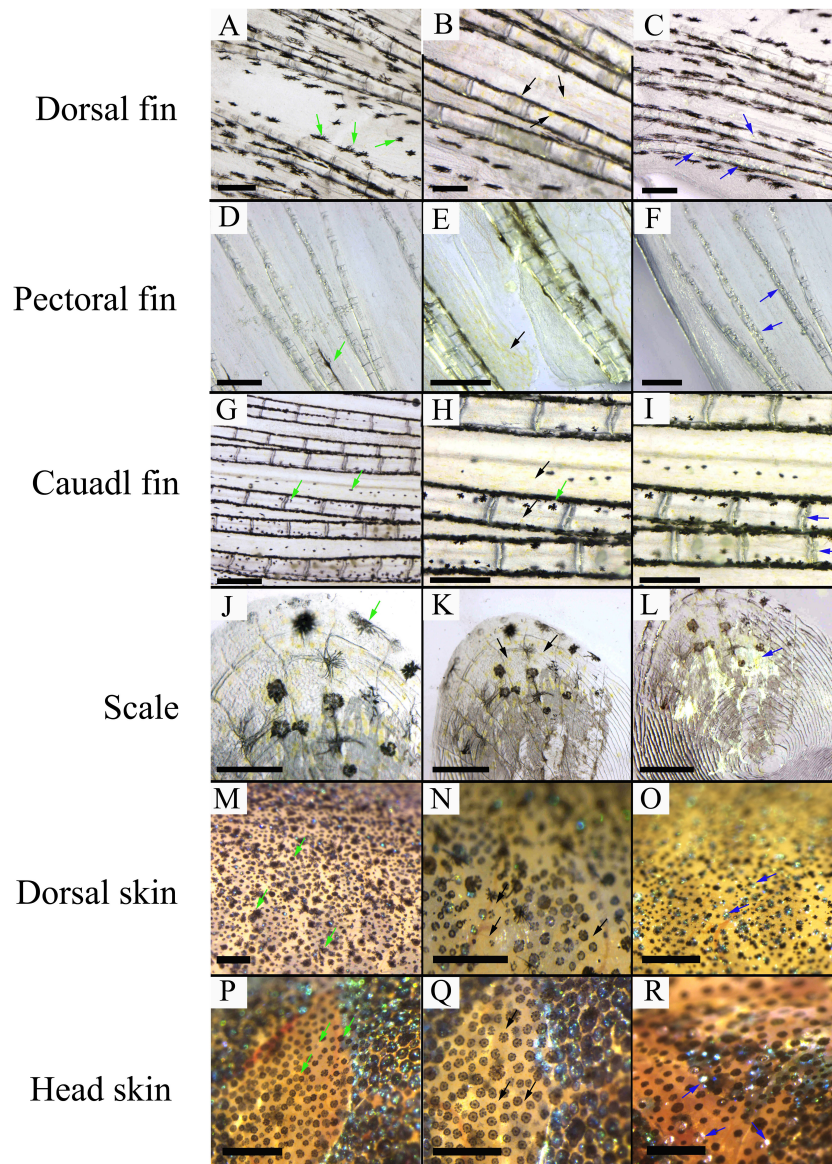 A B C
Dorsal fin
D E F
Pectoral fin
G H I
Cauadl fin
J K L
Scale
M N O
Dorsal skin
P Q R
Head skin